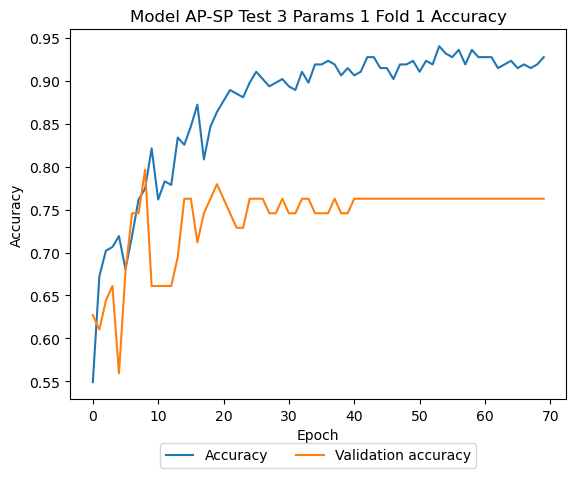 Model AP-SP Test 3 Params 1 Fold 1 Accuracy
0.95
0.90
0.85
0.80
0.75
0.70
0.65
0.60
0.55
Accuracy
0 10 20 30 40 50 60 70
Epoch
Accuracy Validation accuracy